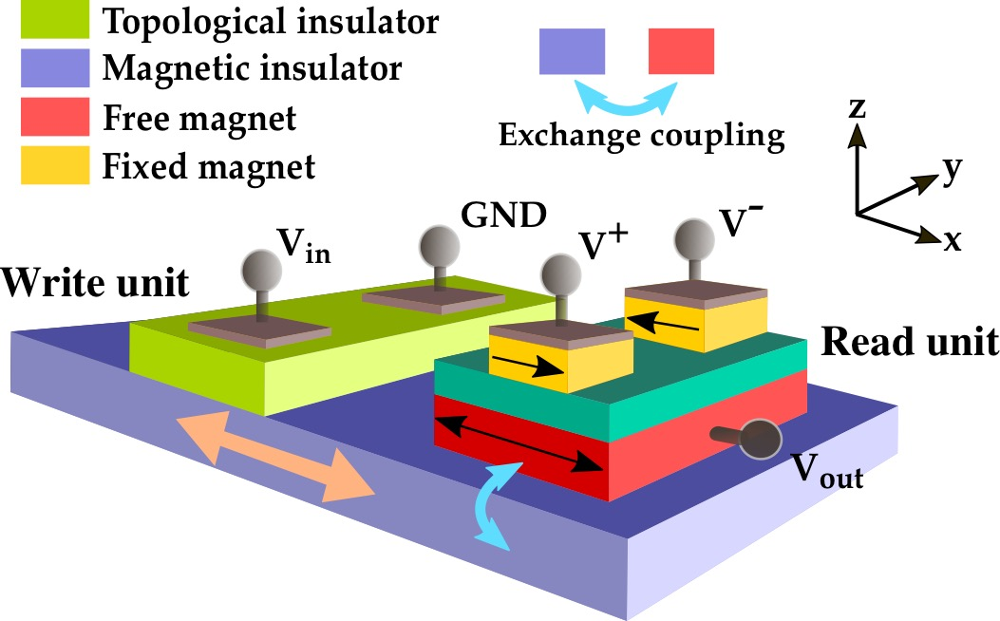 Topological insulator
Magnetic insulator
Free magnet
Fixed magnet
Exchange coupling
z
y
x
Write unit
Vin
GND
V+
V-
Read unit
Vout